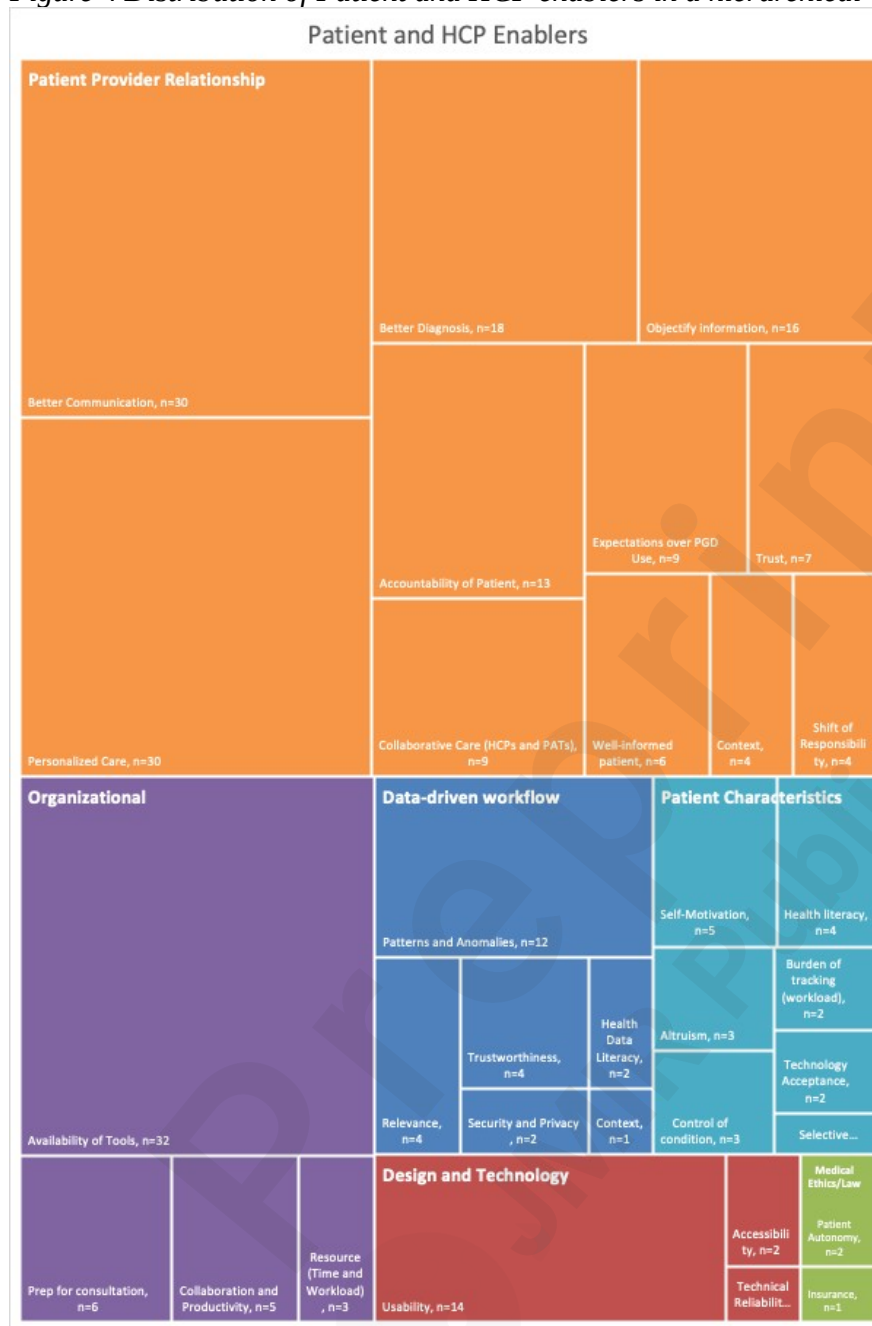 Patient and HCP Enablers
Patient Provider Relationship
Better Communication, n=30
Personalized Care, n=30
Better Diagnosis, n=18
Objectify information, n=16
Accountability of Patient, n=13
Expectations over PGD
Use, n=9
Trust, n=7
Collaborative Care (HCPs and PATs),
n=9
Well-informed
patient, n=6
Context,
n=4
Shift of
Responsibili
ty, n=4
Organizational
Availability of Tools, n=32
Prep for consultation,
n=6
Collaboration and
Productivity, n=5
Resource
(Time and
Workload)
, n=3
Data-driven workflow
Patterns and Anomalies, n=12
Relevance,
n=4
Trustworthiness,
n=4
Health
Data
Literacy,
n=2
Security and Privacy
, n=2
Context,
n=1
Patient Characteristics
Self-Motivation,
n=5
Health literacy,
n=4
Altruism, n=3
Burden of
tracking
(workload),
n=2
Control of
condition, n=3
Technology
Acceptance,
n=2
Selective...
Design and Technology
Usability, n=14
Accessibili
ty, n=2
Technical
Reliabilit...
Medical
Ethics/Law
Patient
Autonomy,
n=2
Insurance,
n=1
Preprint
JMIR Publi